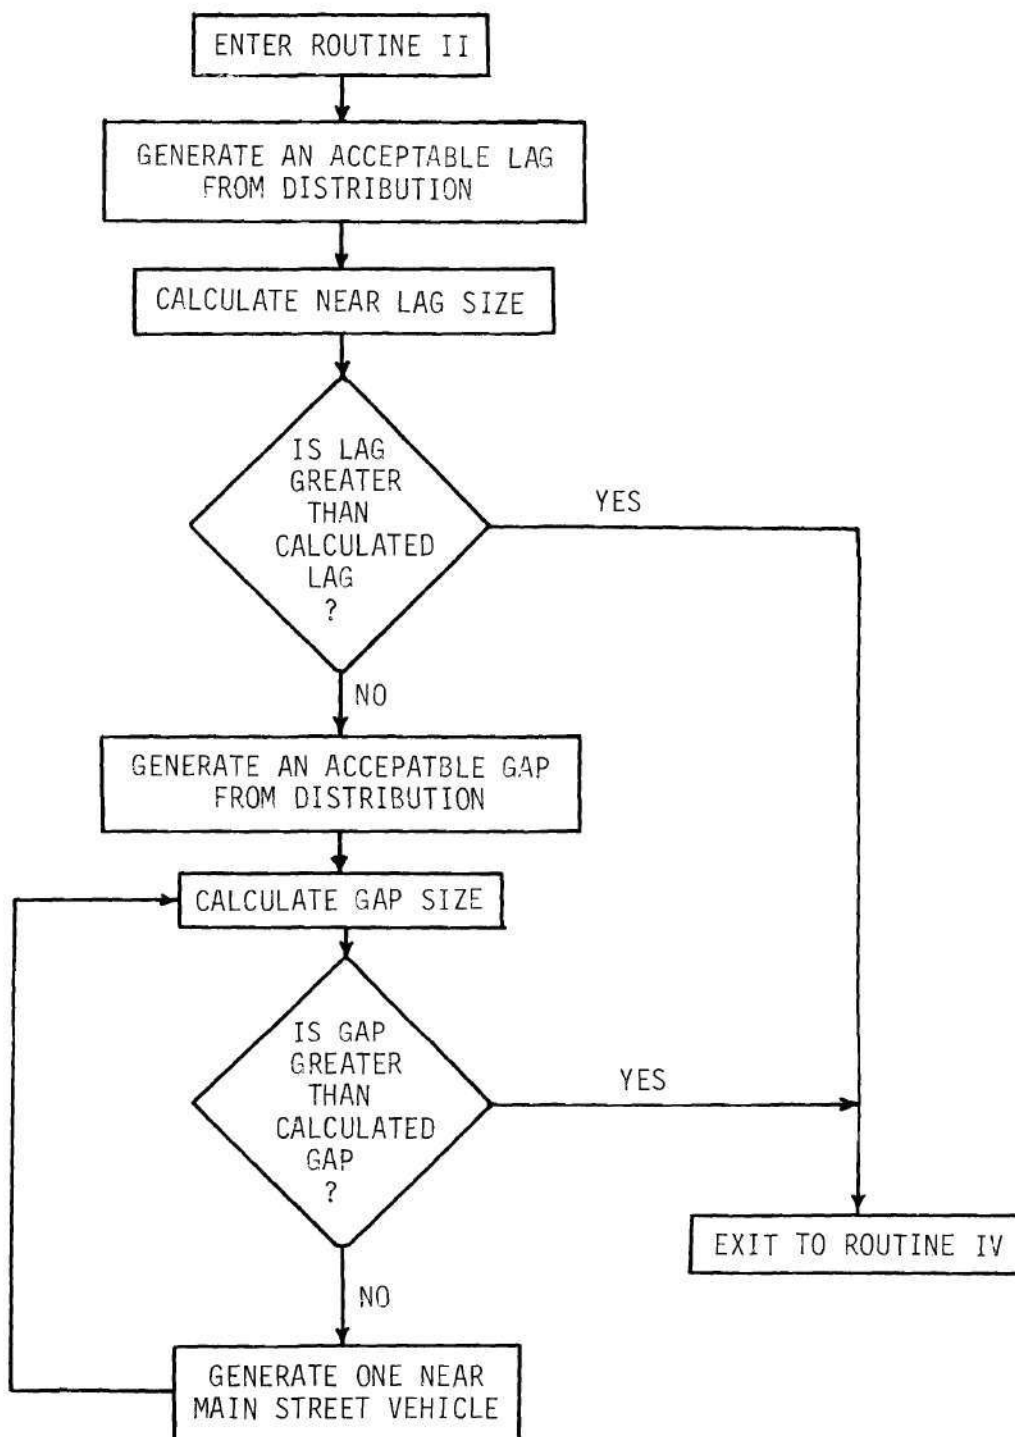 ENTER ROUTINE II
GENERATE AN ACCEPTABLE LAG
FROM DISTRIBUTION
CALCULATE NEAR LAG SIZE
IS LAG
GREATER
THAN
CALCULATED
LAG
?
YES
NO
GENERATE AN ACCEPATBLE GAP
FROM DISTRIBUTION
CALCULATE GAP SIZE
IS GAP
GREATER
THAN
CALCULATED
GAP
?
YES
EXIT TO ROUTINE IV
NO
GENERATE ONE NEAR
MAIN STREET VEHICLE